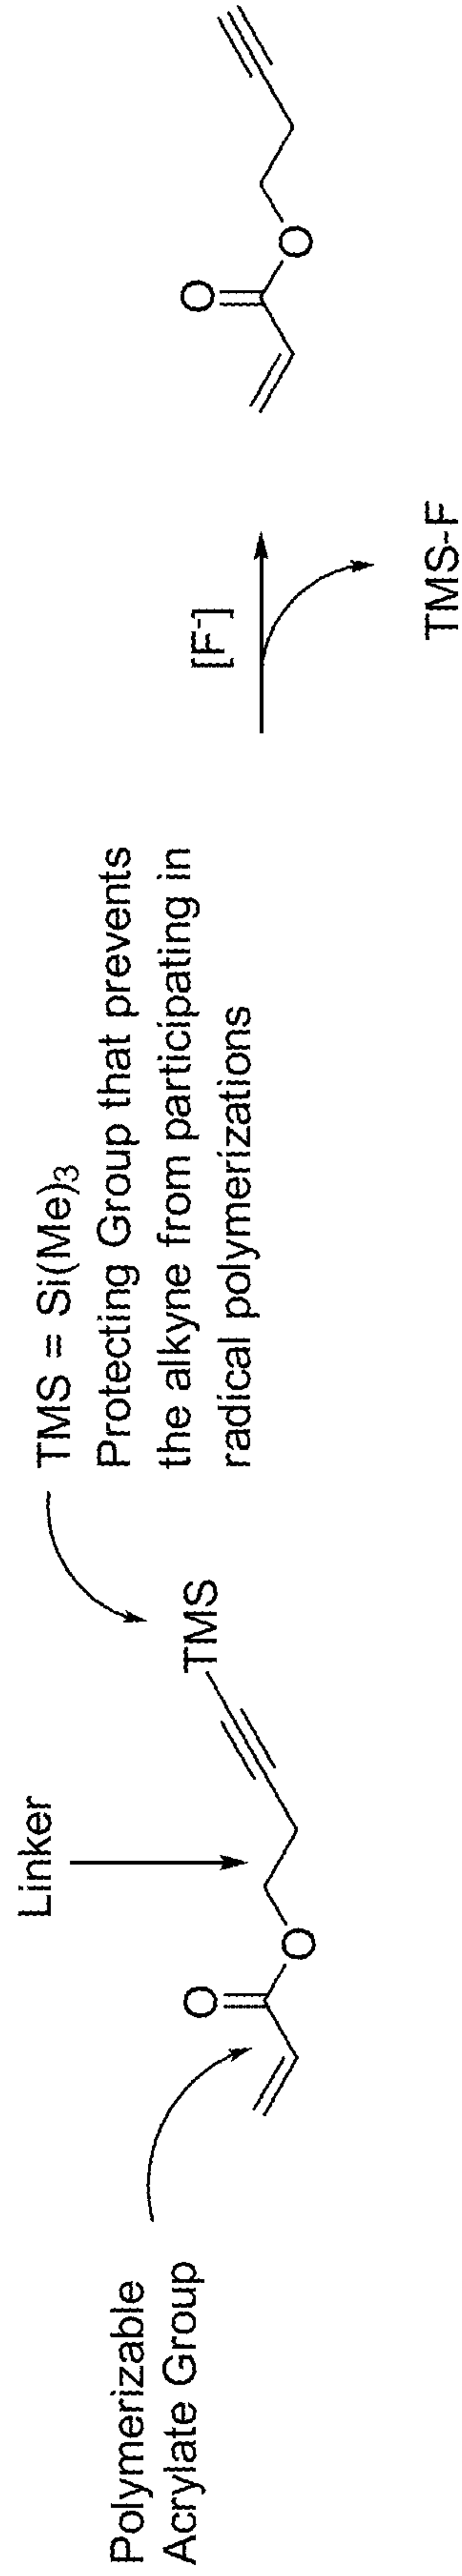 Polymerizable
Acrylate Group
Linker
O
O
TMS
TMS = Si(Me)3
Protecting Group that prevents
the alkyne from participating in
radical polymerizations
[F-]
TMS-F
O
O